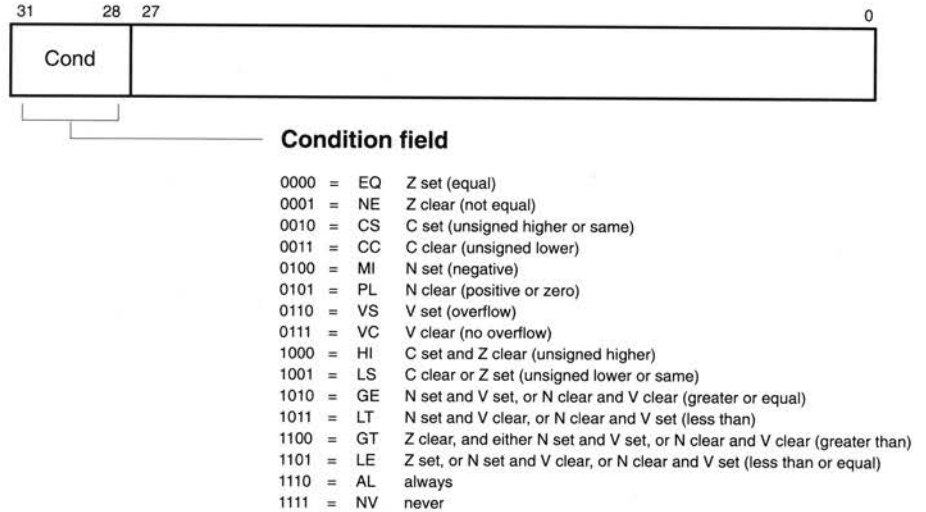 31 28 27 0
Cond
Condition field
0000 = EQ Z set (equal)
0001 = NE Z clear (not equal)
0010 = CS C set (unsigned higher or same)
0011 = CC C clear (unsigned lower)
0100 = MI N set (negative)
0101 = PL N clear (positive or zero)
0110 = VS V set (overflow)
0111 = VC V clear (no overflow)
1000 = HI C set and Z clear (unsigned higher)
1001 = LS C clear or Z set (unsigned lower or same)
1010 = GE N set and V set, or N clear and V clear (greater or equal)
1011 = LT N set and V clear, or N clear and V set (less than)
1100 = GT Z clear, and either N set and V set, or N clear and V clear (greater than)
1101 = LE Z set, or N set and V clear, or N clear and V set (less than or equal)
1110 = AL always
1111 = NV never